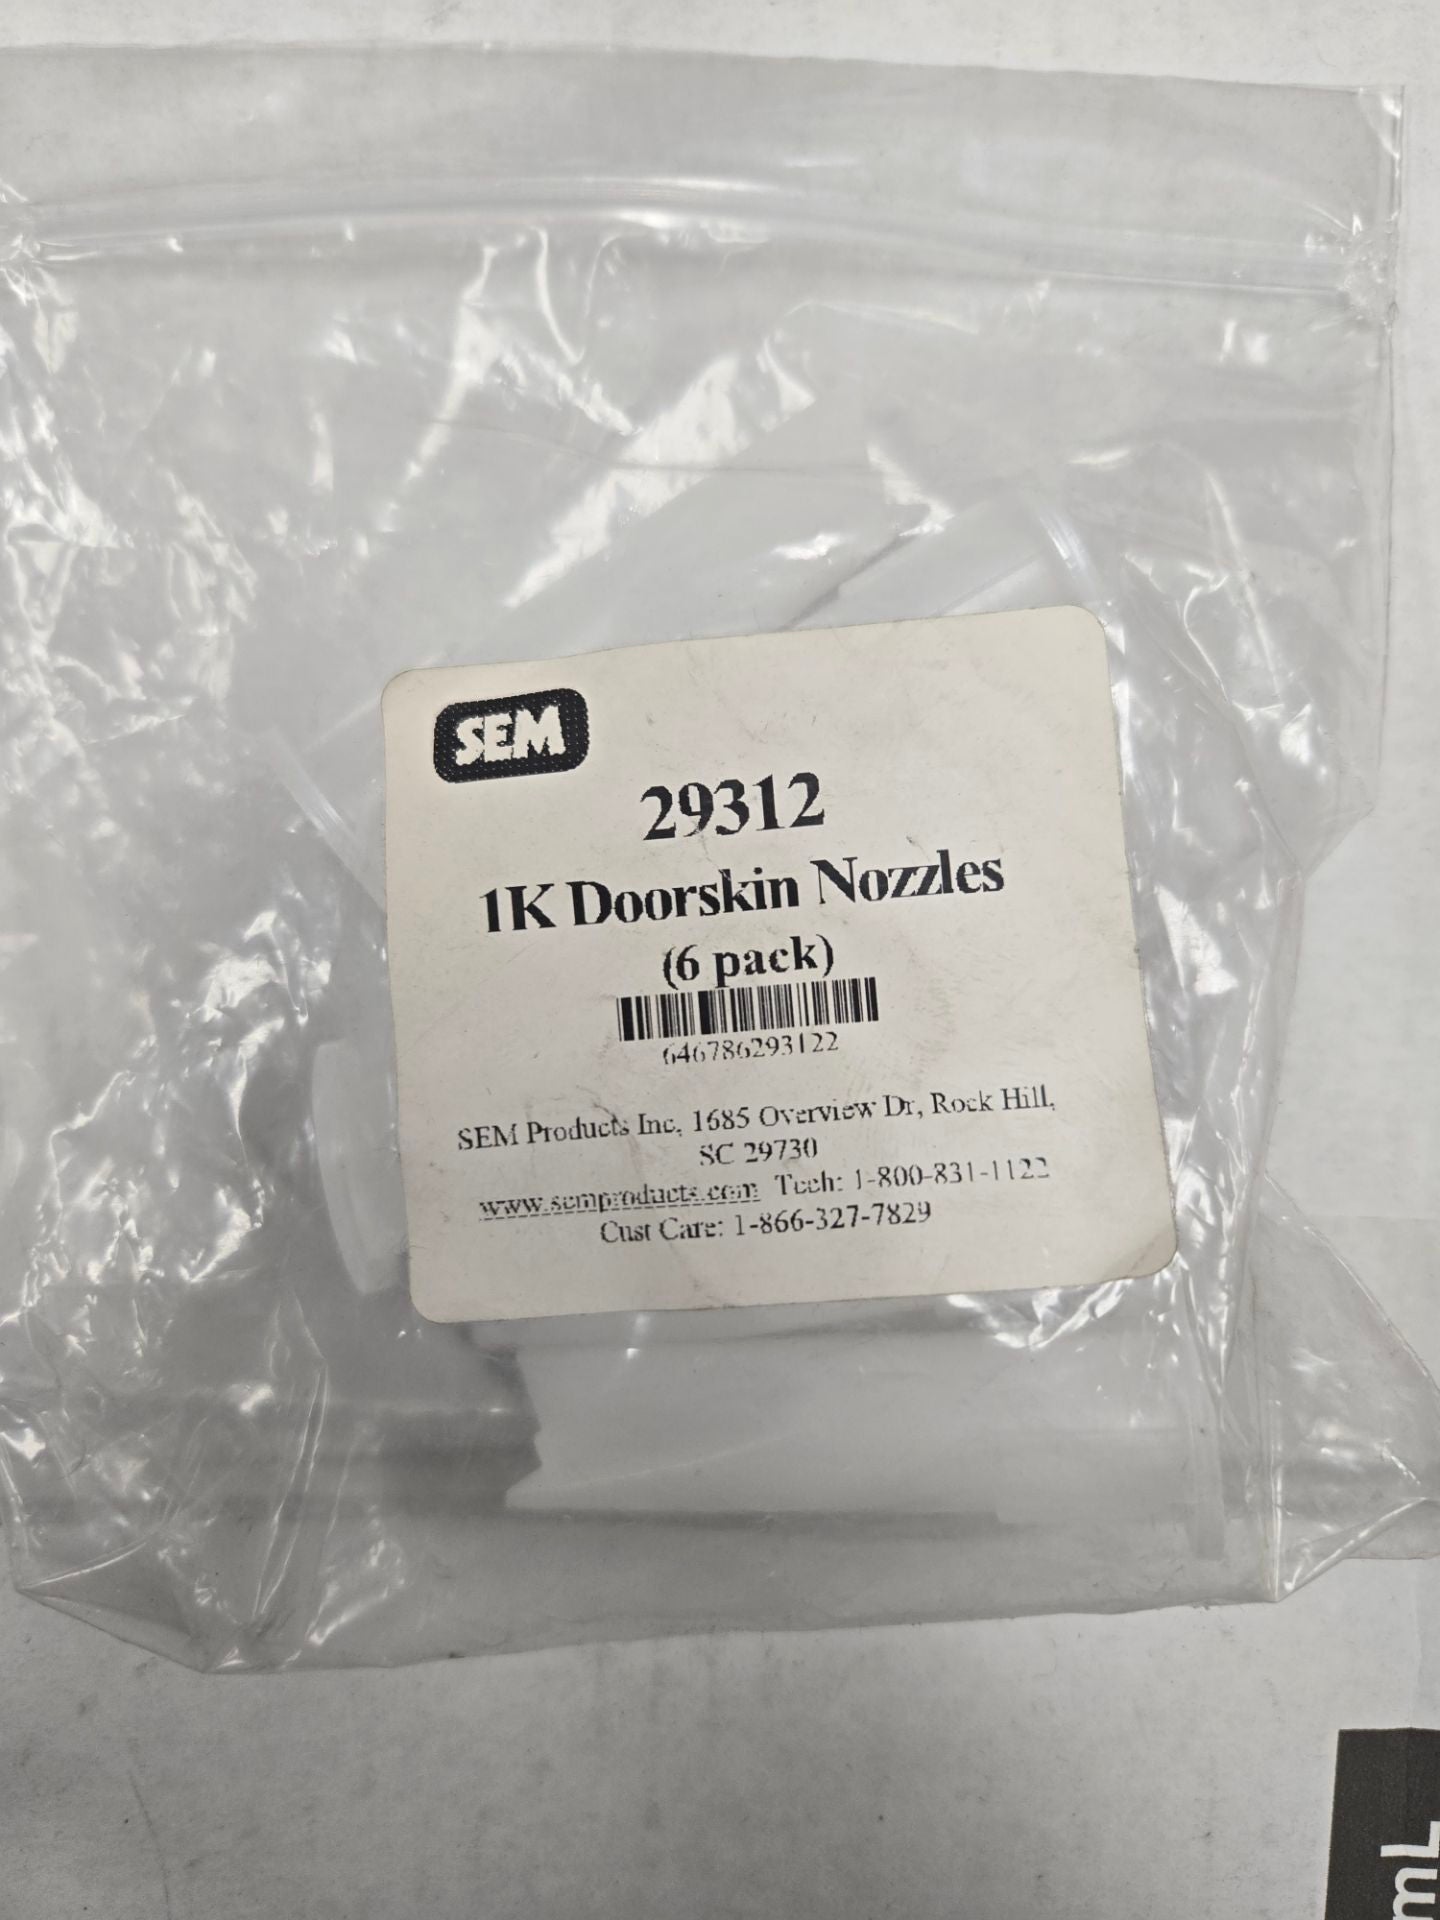 SEM
29312
1K Doorskin Nozzles
(6 pack)
646786293122
SEM Products Inc, 1685 Overview Dr, Rock Hill,
SC 29730
www.semproducts.com Tech: 1-800-831-1122
Cust Care: 1-866-327-7829
mL